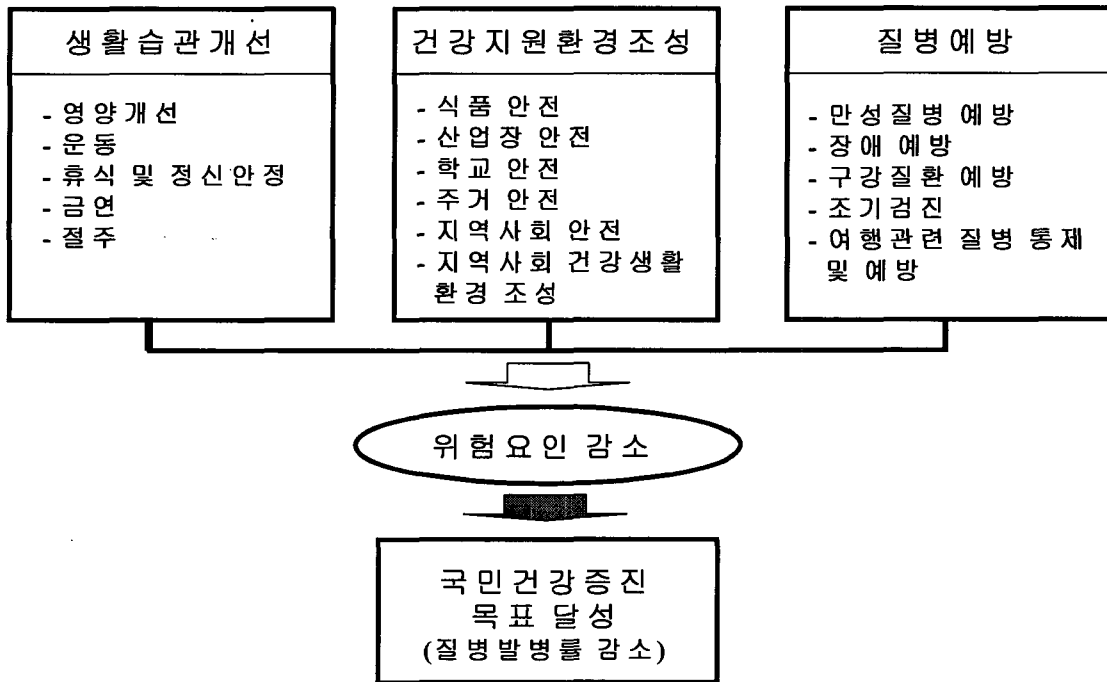 생활습관개선
- 영양개선
- 운동
- 휴식 및 정신안정
- 금연
- 절주
건강지원환경조성
- 식품 안전
- 산업장 안전
- 학교 안전
- 주거 안전
- 지역사회 안전
- 지역사회 건강생활
환경 조성
질병예방
- 만성질병 예방
- 장애 예방
- 구강질환 예방
- 조기검진
- 여행관련 질병 통제
및 예방
위험요인 감소
국민건강증진
목표 달성
(질병발병률 감소)